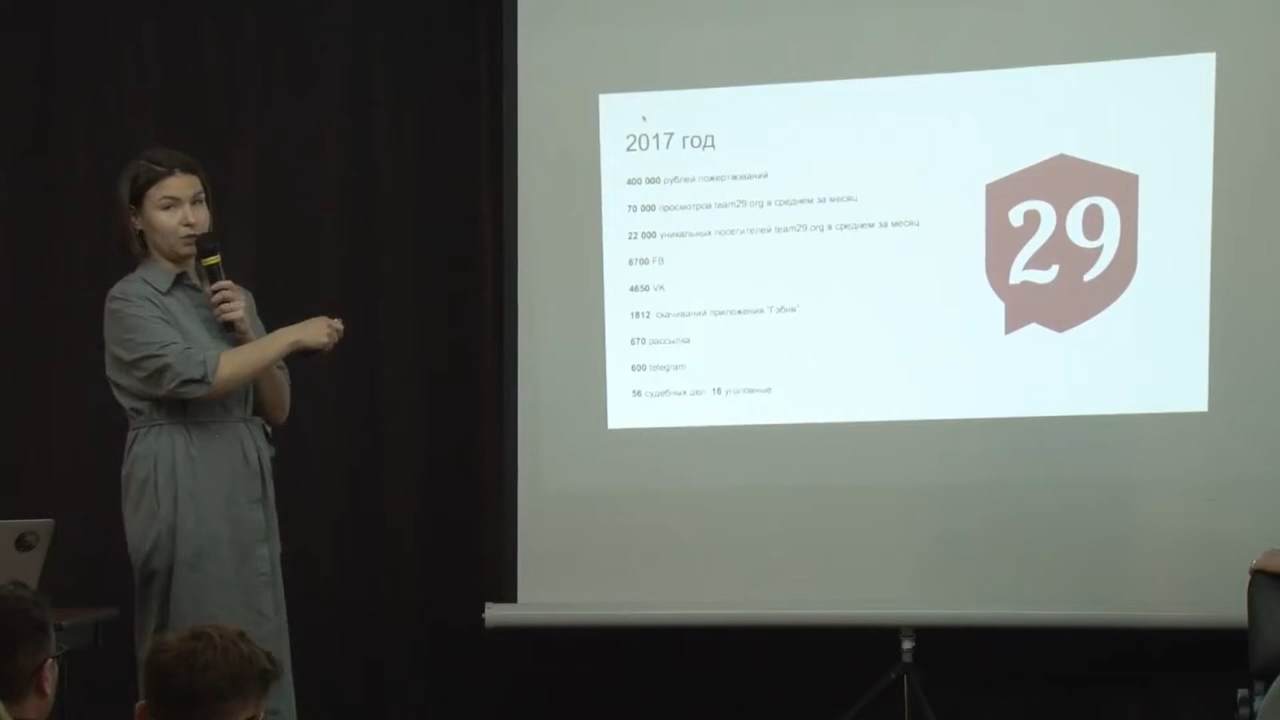 2017 год
400 000 рублей пожертвований
70 000 просмотров team29.org в среднем за месяц
22 000 уникальных посетителей team29.org в среднем за месяц
8700 FB
4650 VK
1812 скачиваний приложения "Гэбня"
670 рассылка
600 telegram
56 судебных дел 16 уголовные
29